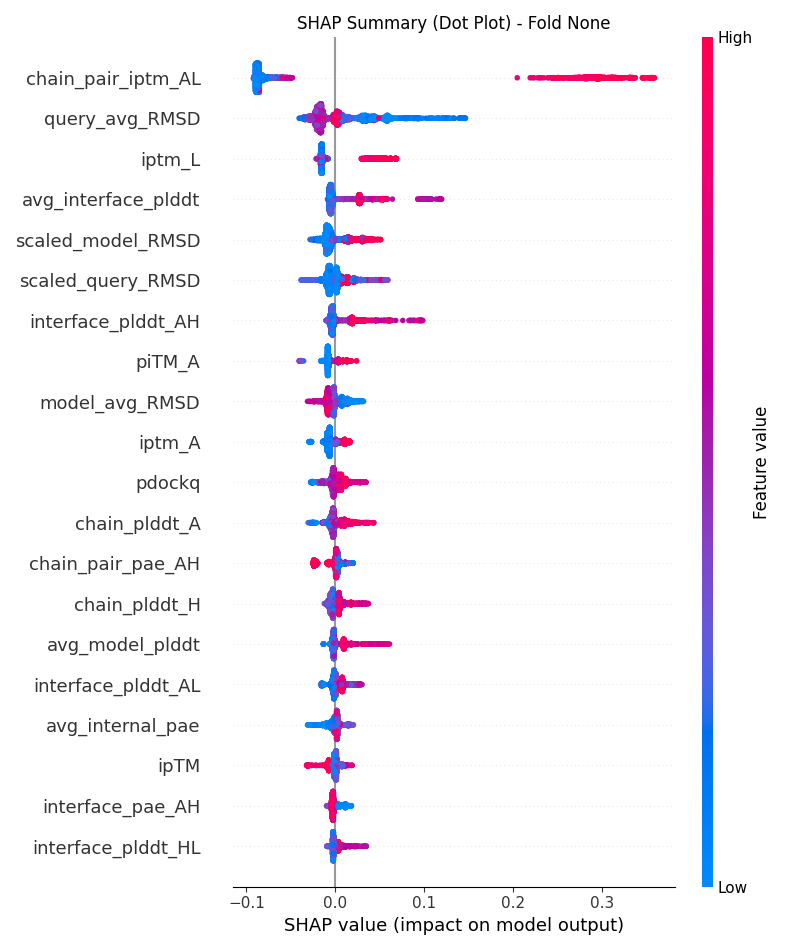 SHAP Summary (Dot Plot) - Fold None
High
chain_pair_iptm_AL
query_avg_RMSD
iptm_L
avg_interface_plddt
scaled_model_RMSD
scaled_query_RMSD
interface_plddt_AH
piTM_A
model_avg_RMSD
iptm_A
pdockq
chain_plddt_A
chain_pair_pae_AH
chain_plddt_H
avg_model_plddt
interface_plddt_AL
avg_internal_pae
ipTM
interface_pae_AH
interface_plddt_HL
Feature value
Low
−0.1 0.0 0.1 0.2 0.3
SHAP value (impact on model output)